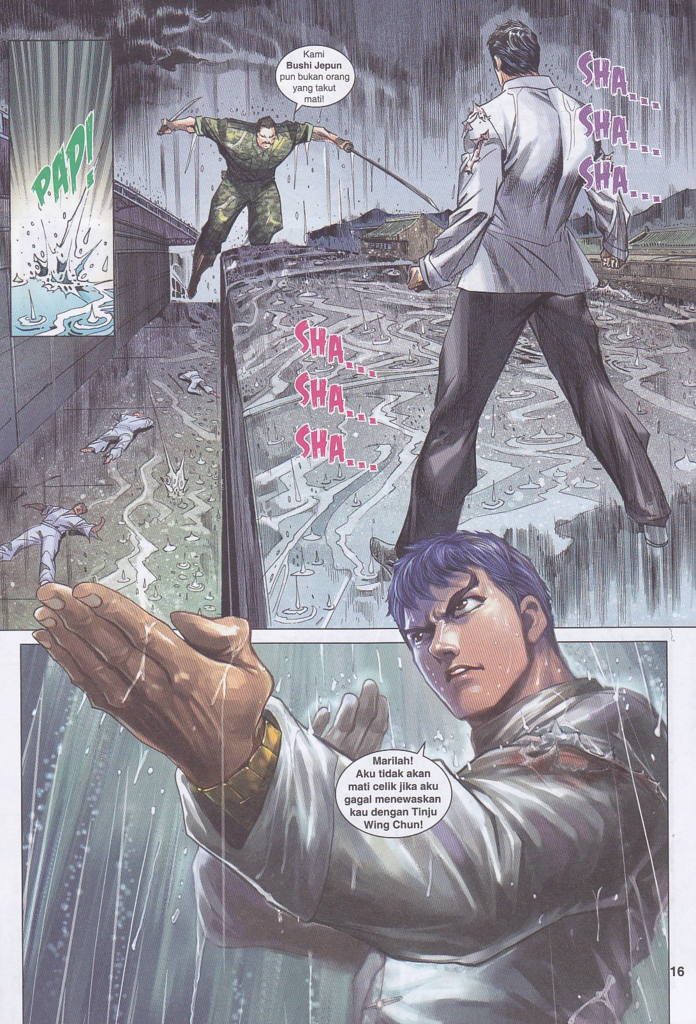 PAP!
Kami
Bushi Jepun
pun bukan orang
yang takut
mati!
SHA...
SHA...
SHA...
SHA...
SHA...
SHA...
Marilah!
Aku tidak akan
mati celik jika aku
gagal menewaskan
kau dengan Tinju
Wing Chun!
16